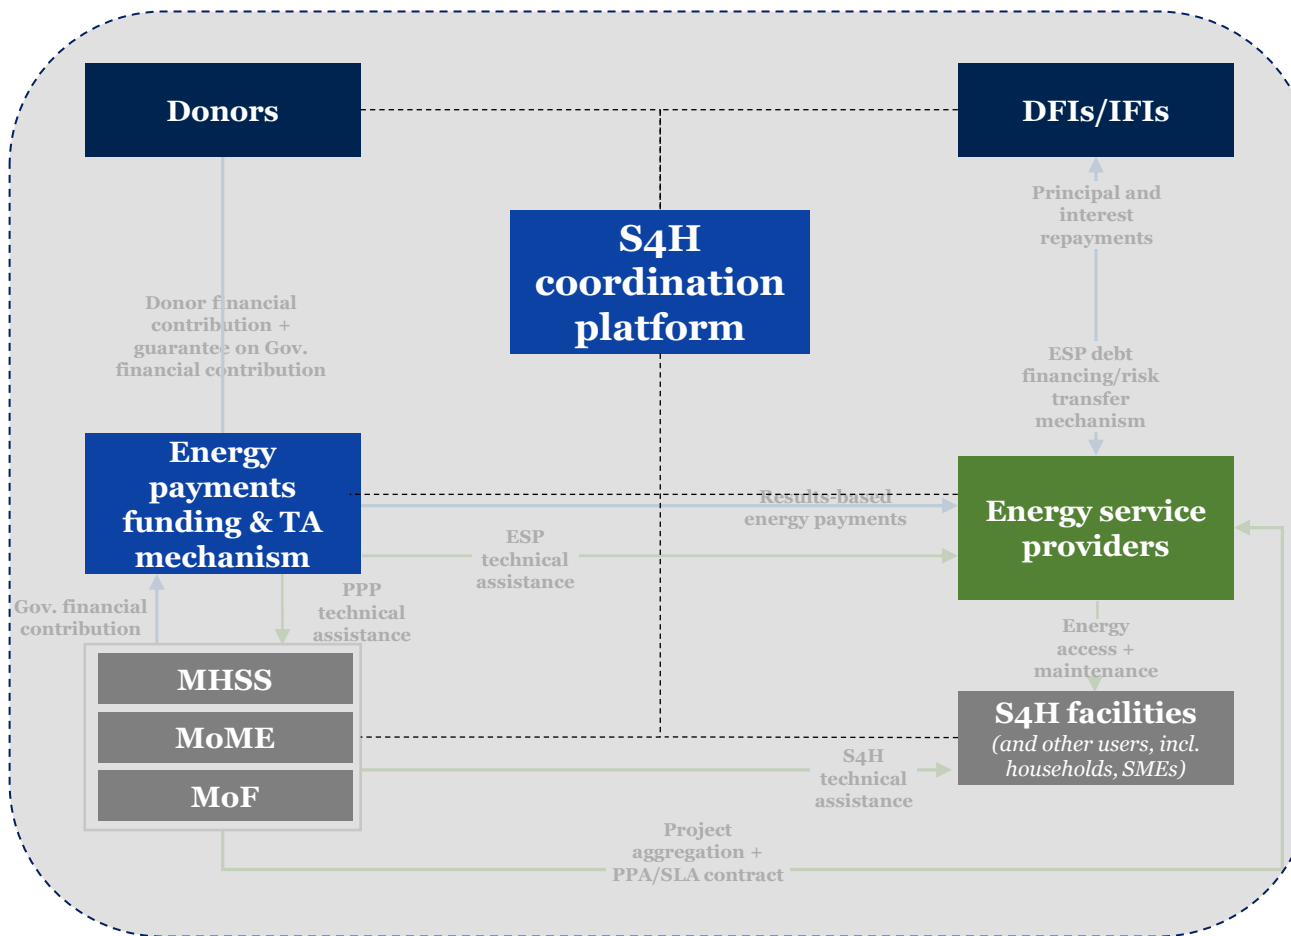 Donors
DFIs/IFIs
Principal and
interest
repayments
S4H
coordination
platform
Donor financial
contribution +
guarantee on Gov.
financial contribution
ESP debt
financing/risk
transfer
mechanism
Energy
payments
funding & TA
mechanism
Results-based
energy payments
Energy service
providers
ESP
technical
assistance
Gov. financial
contribution
PPP
technical
assistance
Energy
access +
maintenance
MHSS
MoME
MoF
S4H facilities
(and other users, incl.
households, SMEs)
S4H
technical
assistance
Project
aggregation +
PPA/SLA contract